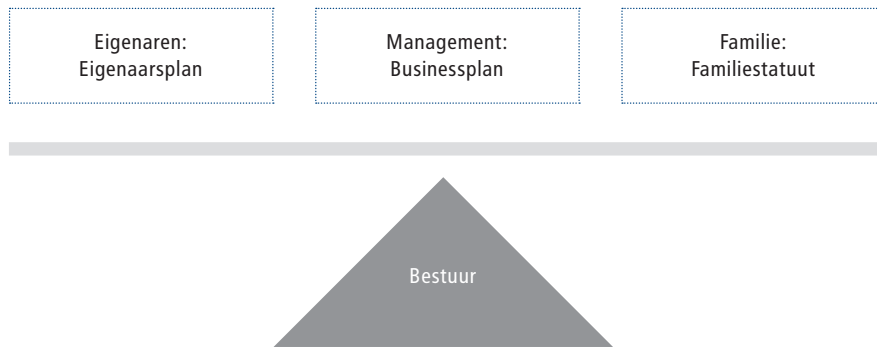 Eigenaren:
Eigenaarsplan
Management:
Businessplan
Familie:
Familiestatuut
Bestuur